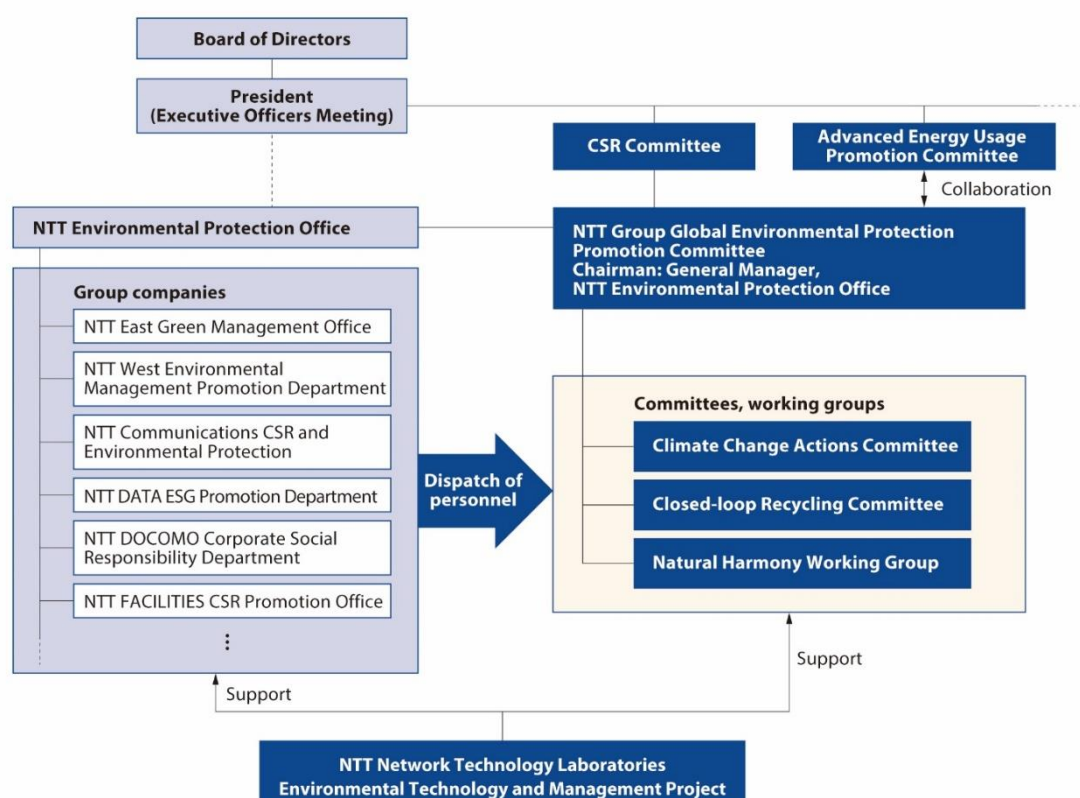 Board of Directors
President
(Executive Officers Meeting)
CSR Committee
Advanced Energy Usage
Promotion Committee
Collaboration
NTT Environmental Protection Office
NTT Group Global Environmental Protection
Promotion Committee
Chairman: General Manager,
NTT Environmental Protection Office
Group companies
NTT East Green Management Office
NTT West Environmental
Management Promotion Department
NTT Communications CSR and
Environmental Protection
NTT DATA ESG Promotion Department
NTT DOCOMO Corporate Social
Responsibility Department
NTT FACILITIES CSR Promotion Office
⋮
Dispatch of
personnel
Committees, working groups
Climate Change Actions Committee
Closed-loop Recycling Committee
Natural Harmony Working Group
Support
Support
NTT Network Technology Laboratories
Environmental Technology and Management Project